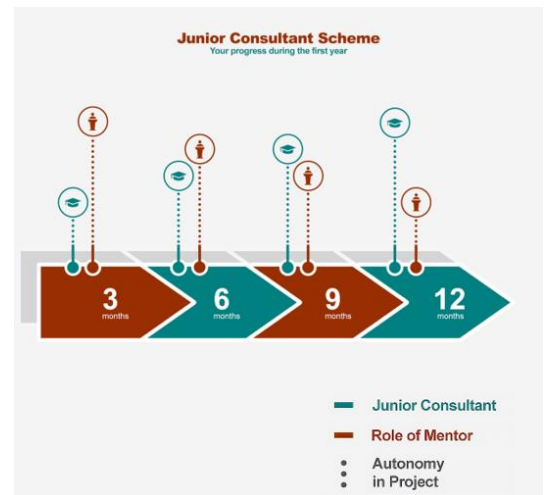 Junior Consultant Scheme
Your progress during the first year
3
months
6
months
9
months
12
months
Junior Consultant
Role of Mentor
Autonomy
in Project